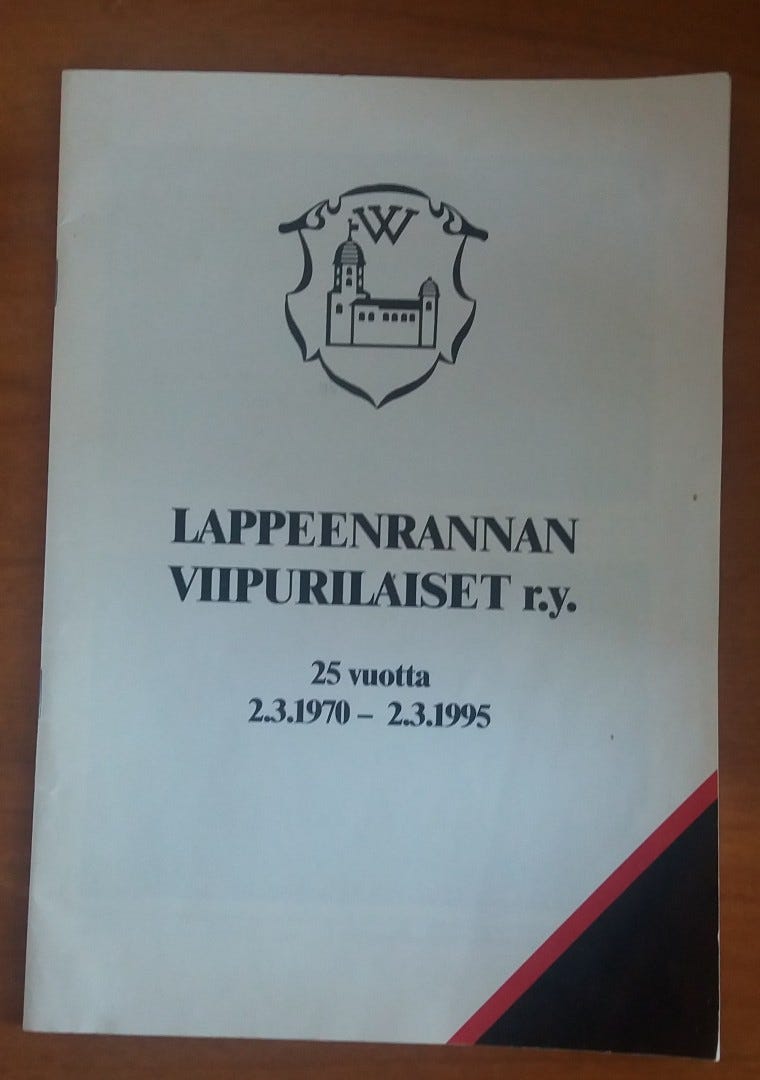 W
LAPPEENRANNAN
VIIPURILAISET r.y.
25 vuotta
2.3.1970 – 2.3.1995